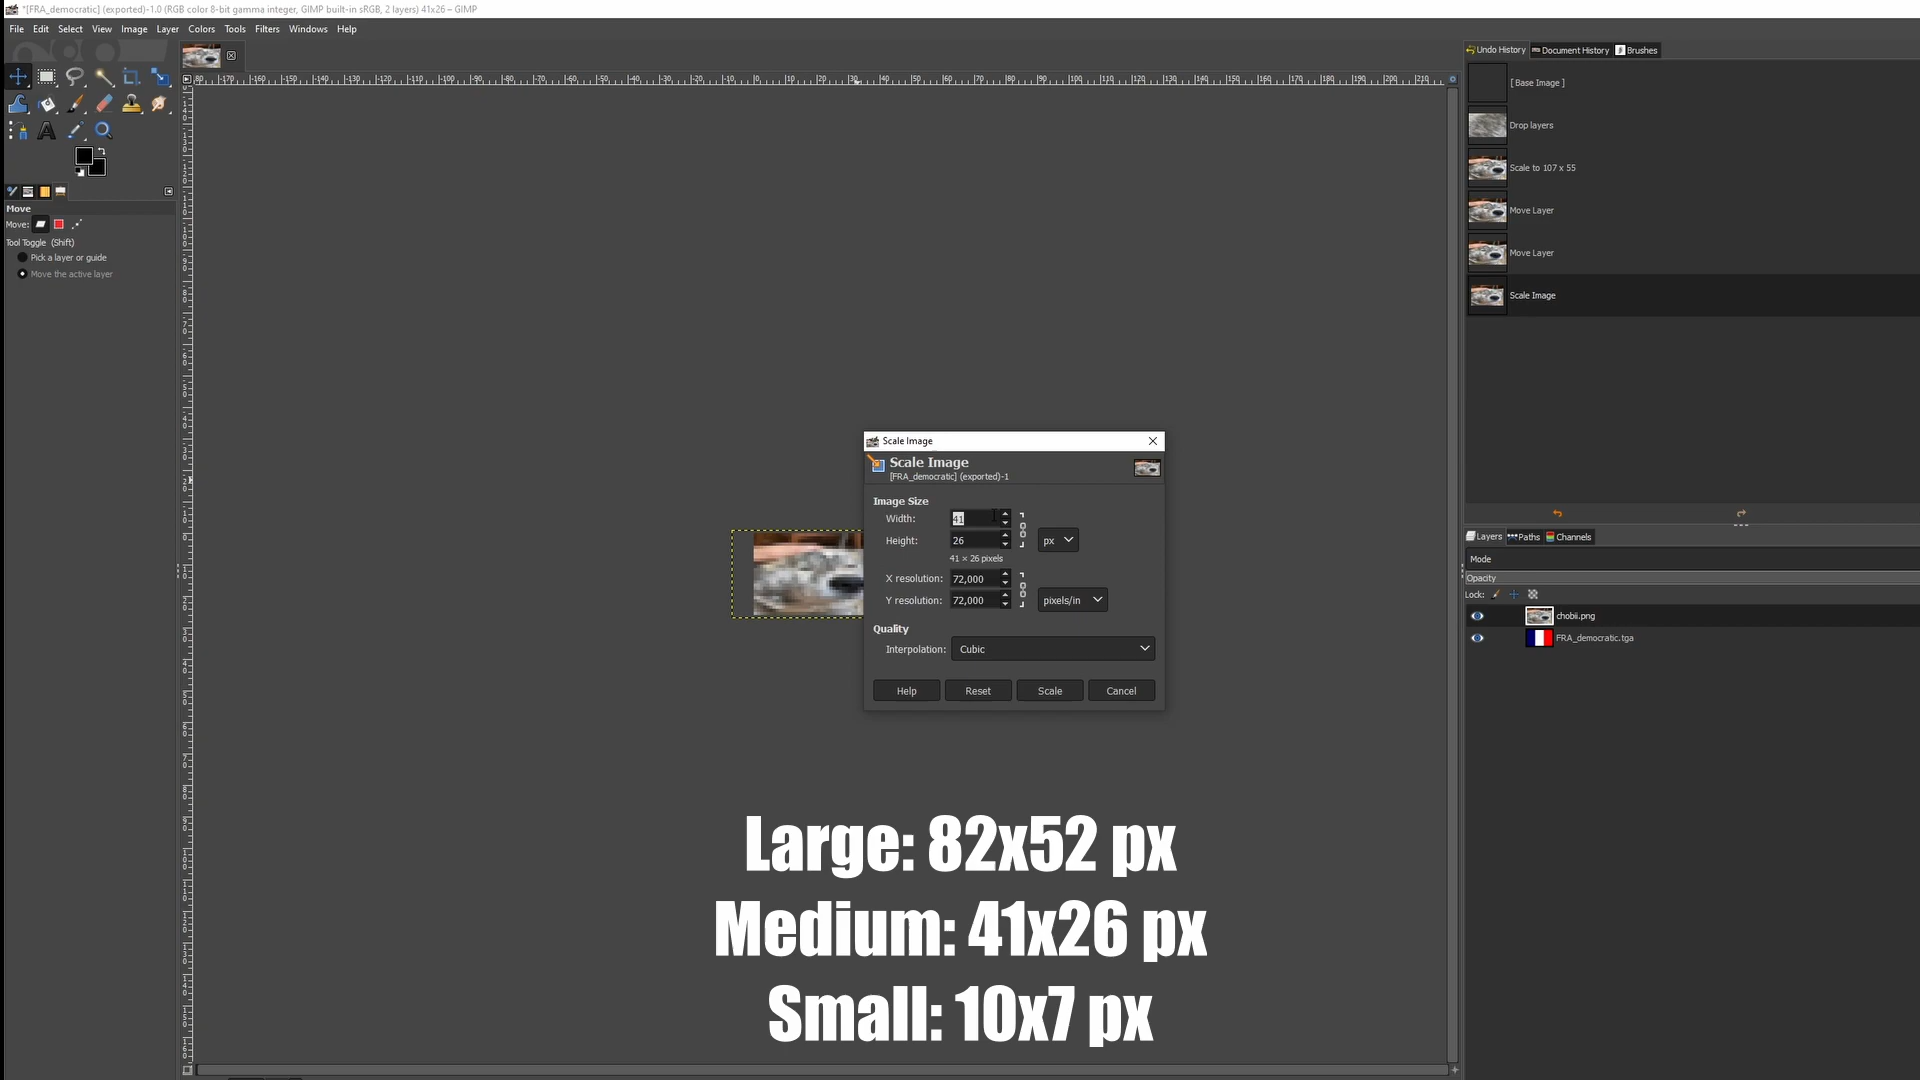 *[FRA_democratic] (exported)-1.0 (RGB color 8-bit gamma integer, GIMP built-in sRGB, 2 layers) 41x26 – GIMP
File Edit Select View Image Layer Colors Tools Filters Windows Help
Undo History Document History Brushes
[ Base Image ]
Drop layers
Scale to 107 x 55
Move Layer
Move Layer
Scale Image
Move
Move:
Tool Toggle (Shift)
Pick a layer or guide
Move the active layer
Scale Image
Scale Image
[FRA_democratic] (exported)-1
Image Size
Width: 41
Height: 26 px
41 × 26 pixels
X resolution: 72,000
Y resolution: 72,000 pixels/in
Quality
Interpolation: Cubic
Help Reset Scale Cancel
Layers Paths Channels
Mode
Opacity
Lock:
chobii.png
FRA_democratic.tga
Large: 82x52 px
Medium: 41x26 px
Small: 10x7 px